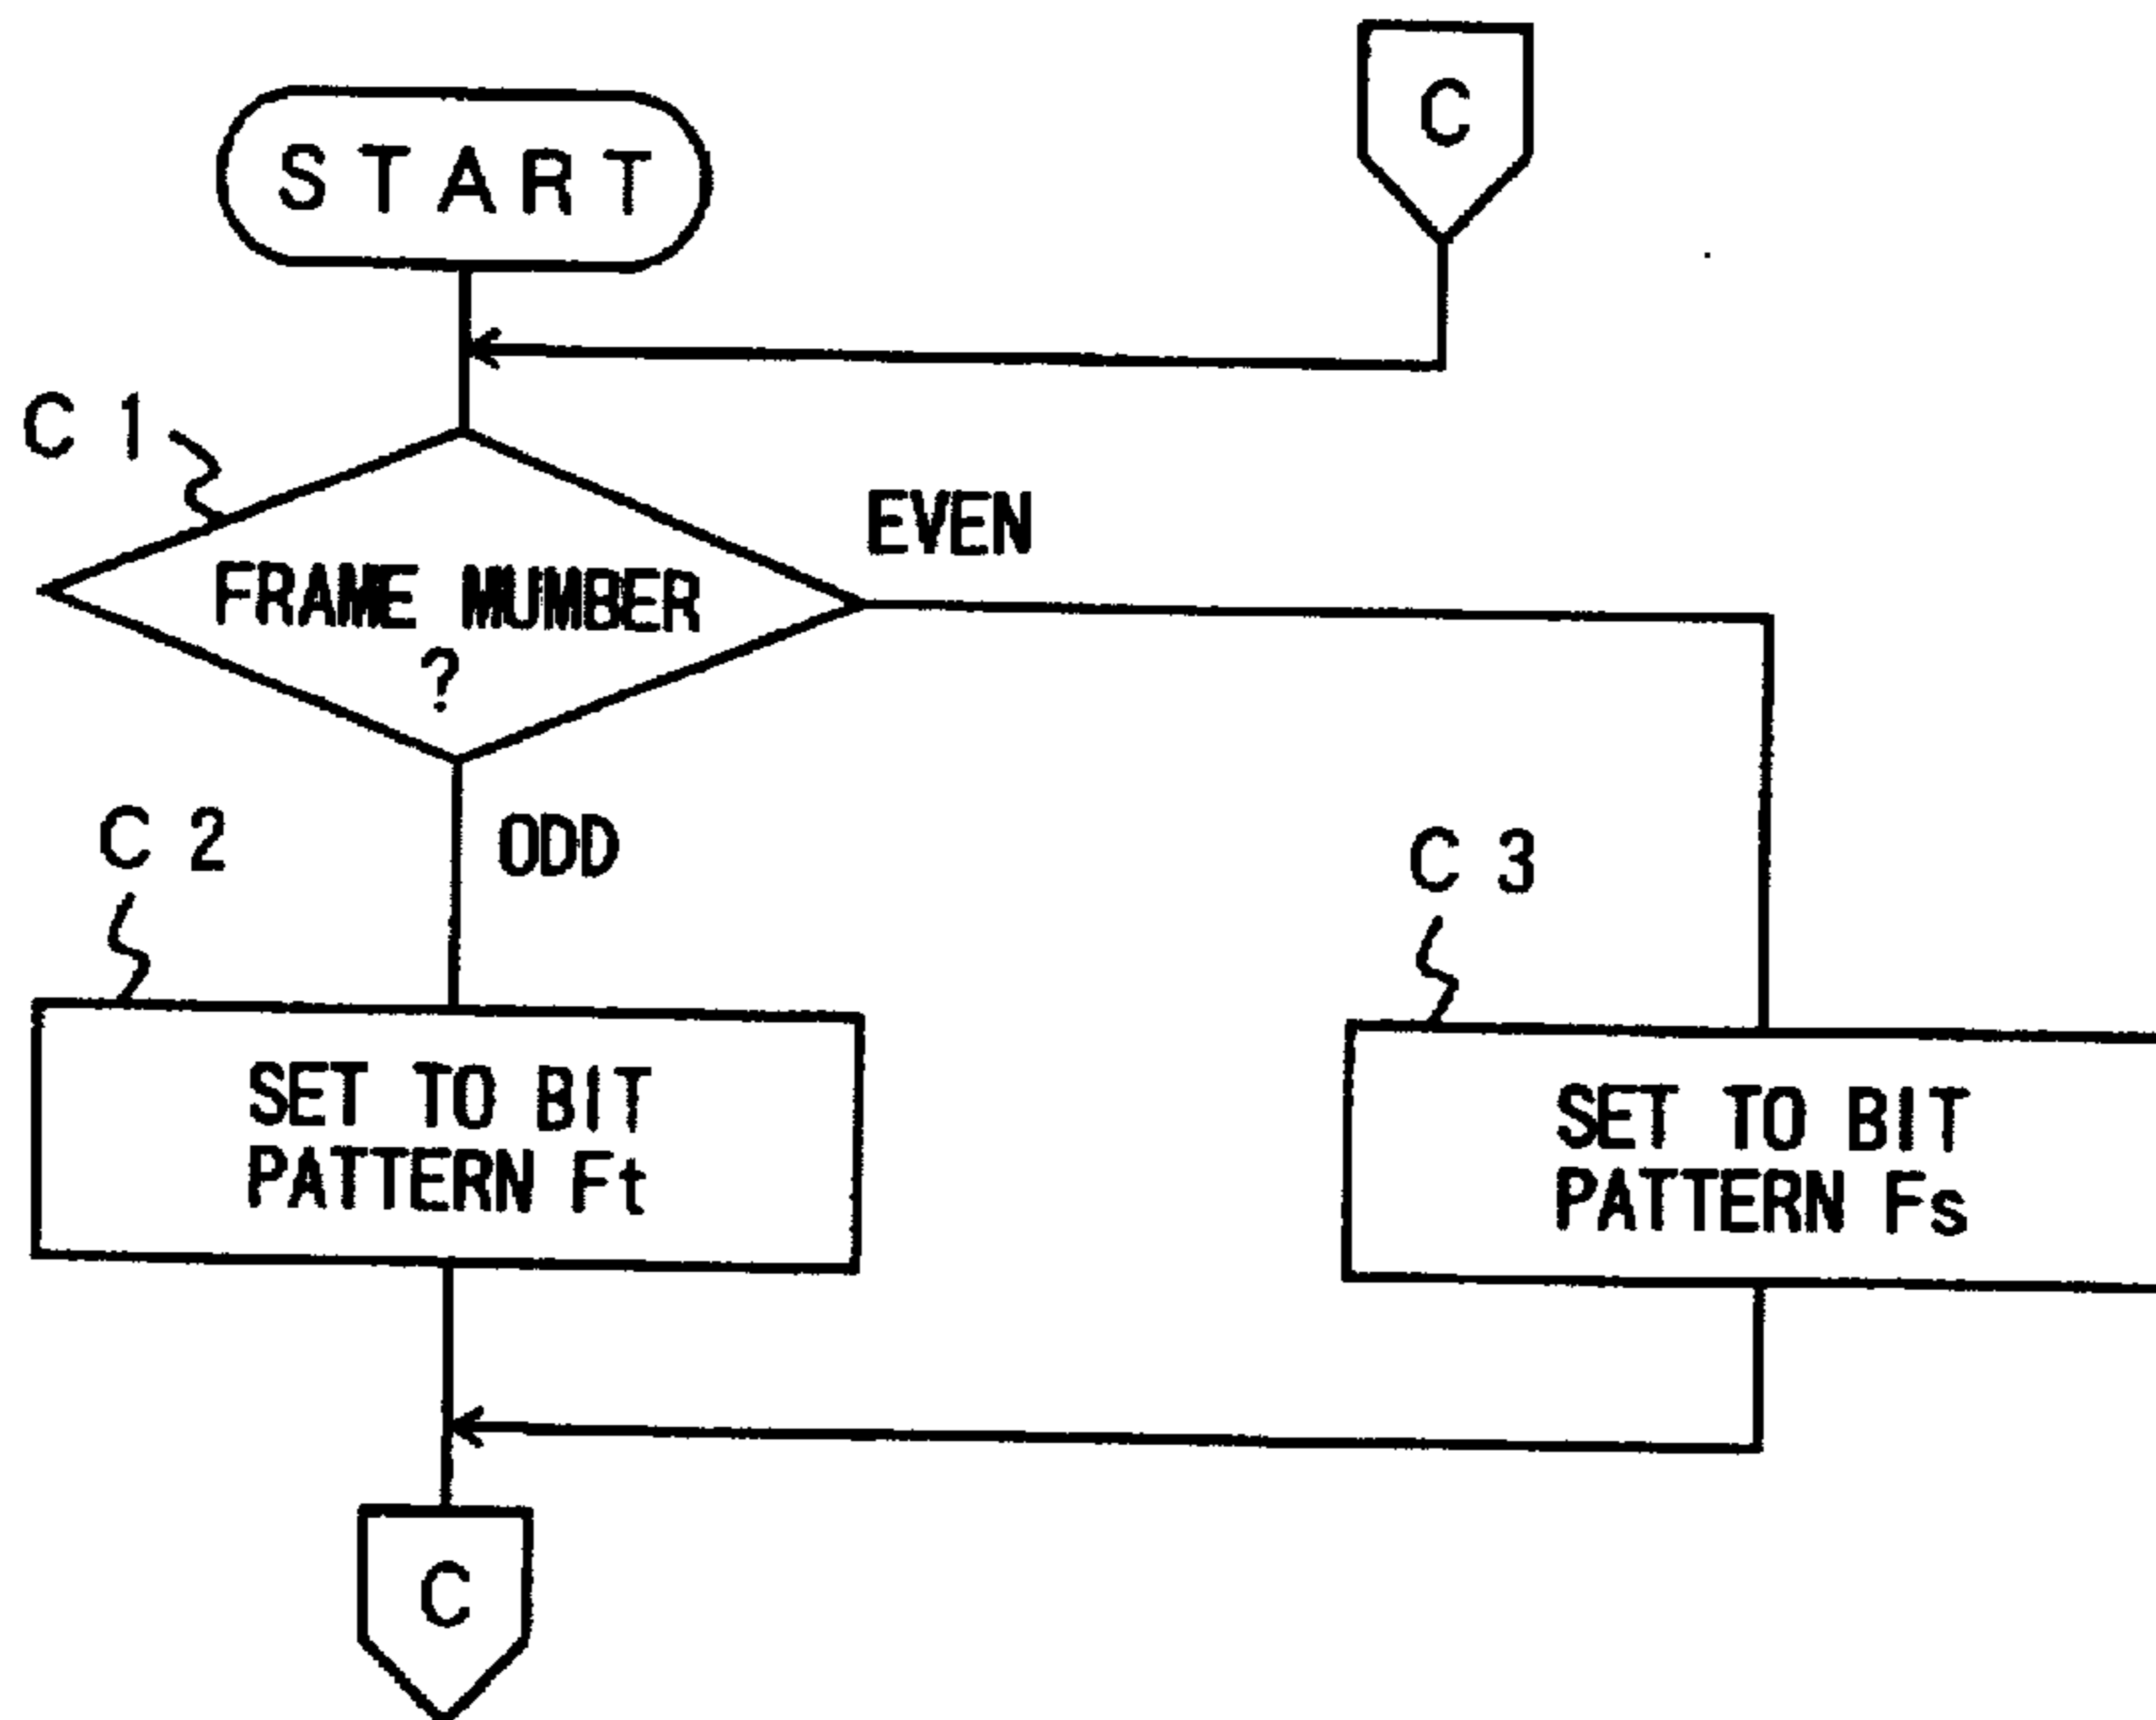 START
C
C 1
EVEN
FRAME MUMBER
?
C 2
ODD
C 3
SET TO BIT
PATTERN Ft
SET TO BIT
PATTERN Fs
C